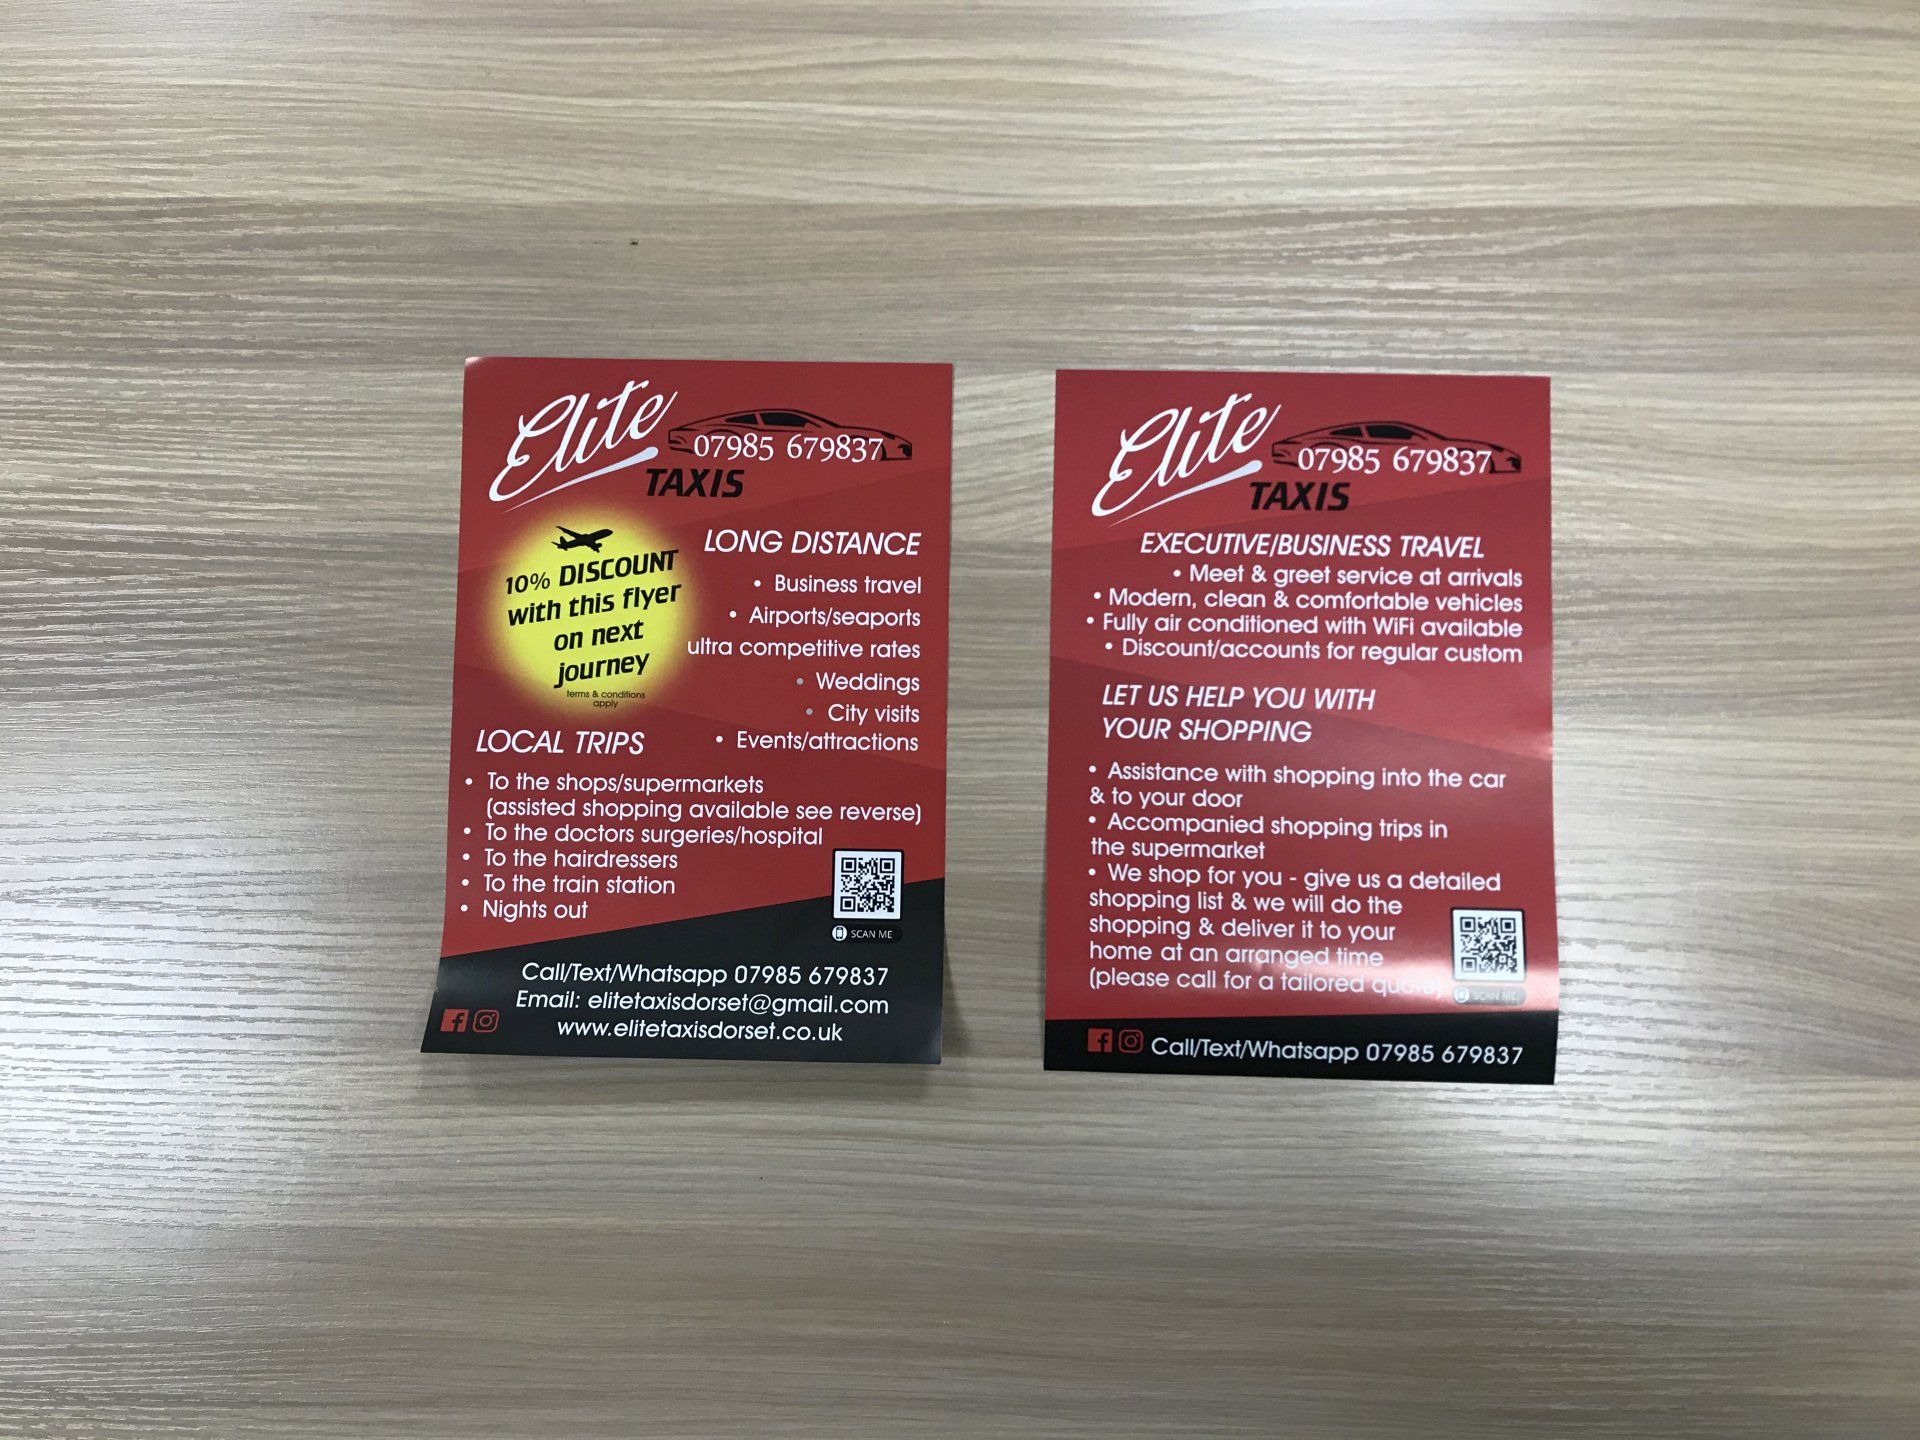 Elite
07985 679837
TAXIS
10% DISCOUNT
with this flyer
on next
journey
terms & conditions
apply
LONG DISTANCE
• Business travel
• Airports/seaports
ultra competitive rates
• Weddings
• City visits
• Events/attractions
LOCAL TRIPS
• To the shops/supermarkets
(assisted shopping available see reverse)
• To the doctors surgeries/hospital
• To the hairdressers
• To the train station
• Nights out
SCAN ME
Call/Text/Whatsapp 07985 679837
Email: elitetaxisdorset@gmail.com
www.elitetaxisdorset.co.uk
Elite
07985 679837
TAXIS
EXECUTIVE/BUSINESS TRAVEL
• Meet & greet service at arrivals
• Modern, clean & comfortable vehicles
• Fully air conditioned with WiFi available
• Discount/accounts for regular custom
LET US HELP YOU WITH
YOUR SHOPPING
• Assistance with shopping into the car
& to your door
• Accompanied shopping trips in
the supermarket
• We shop for you - give us a detailed
shopping list & we will do the
shopping & deliver it to your
home at an arranged time
(please call for a tailored quote)
SCAN ME
Call/Text/Whatsapp 07985 679837